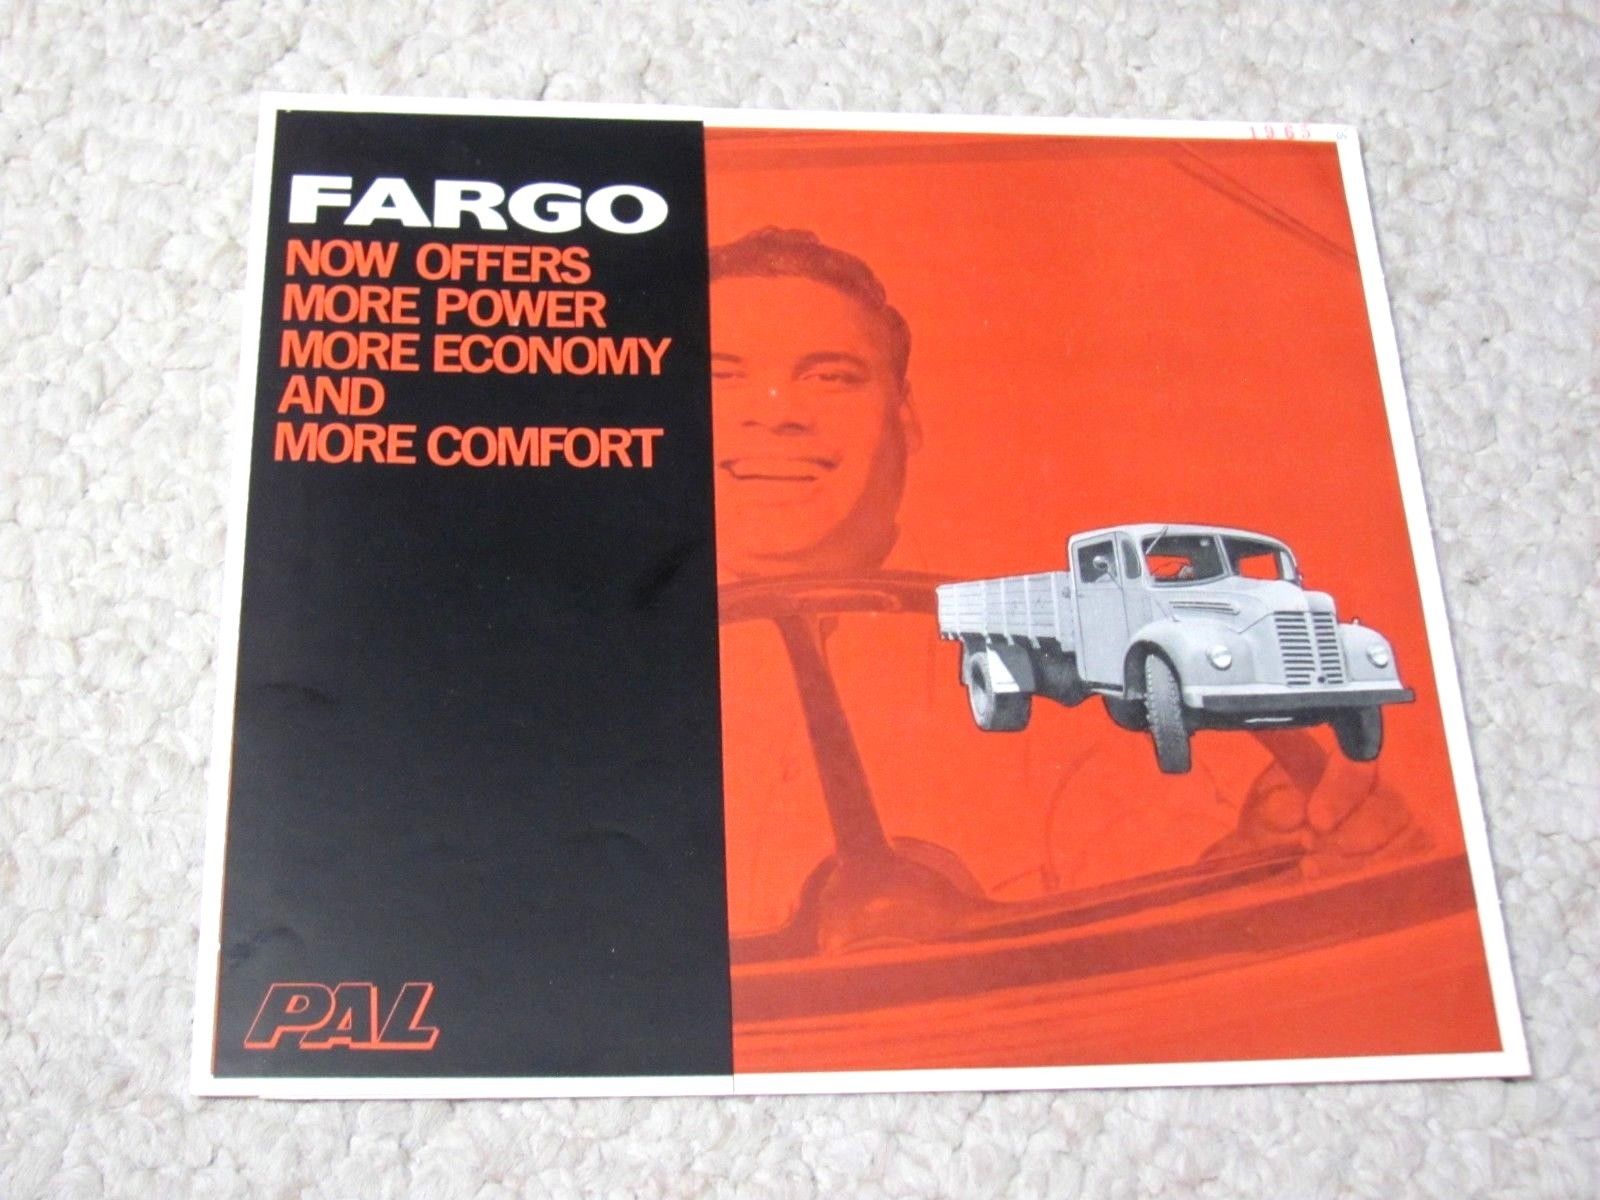 1965
FARGO
NOW OFFERS
MORE POWER
MORE ECONOMY
AND
MORE COMFORT
PAL